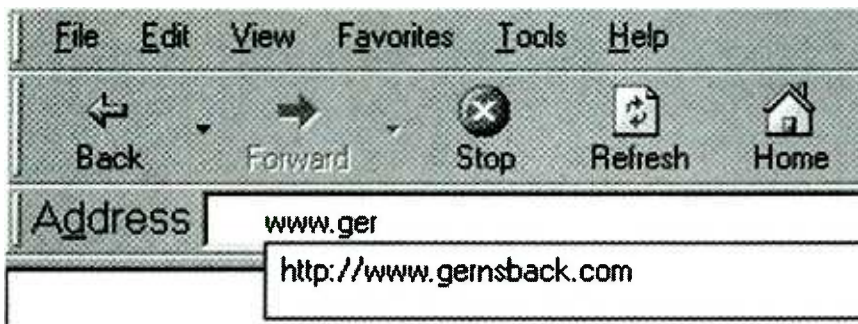 File Edit View Favorites Tools Help
Back Forward Stop Refresh Home
Address www.ger
http://www.gernsback.com